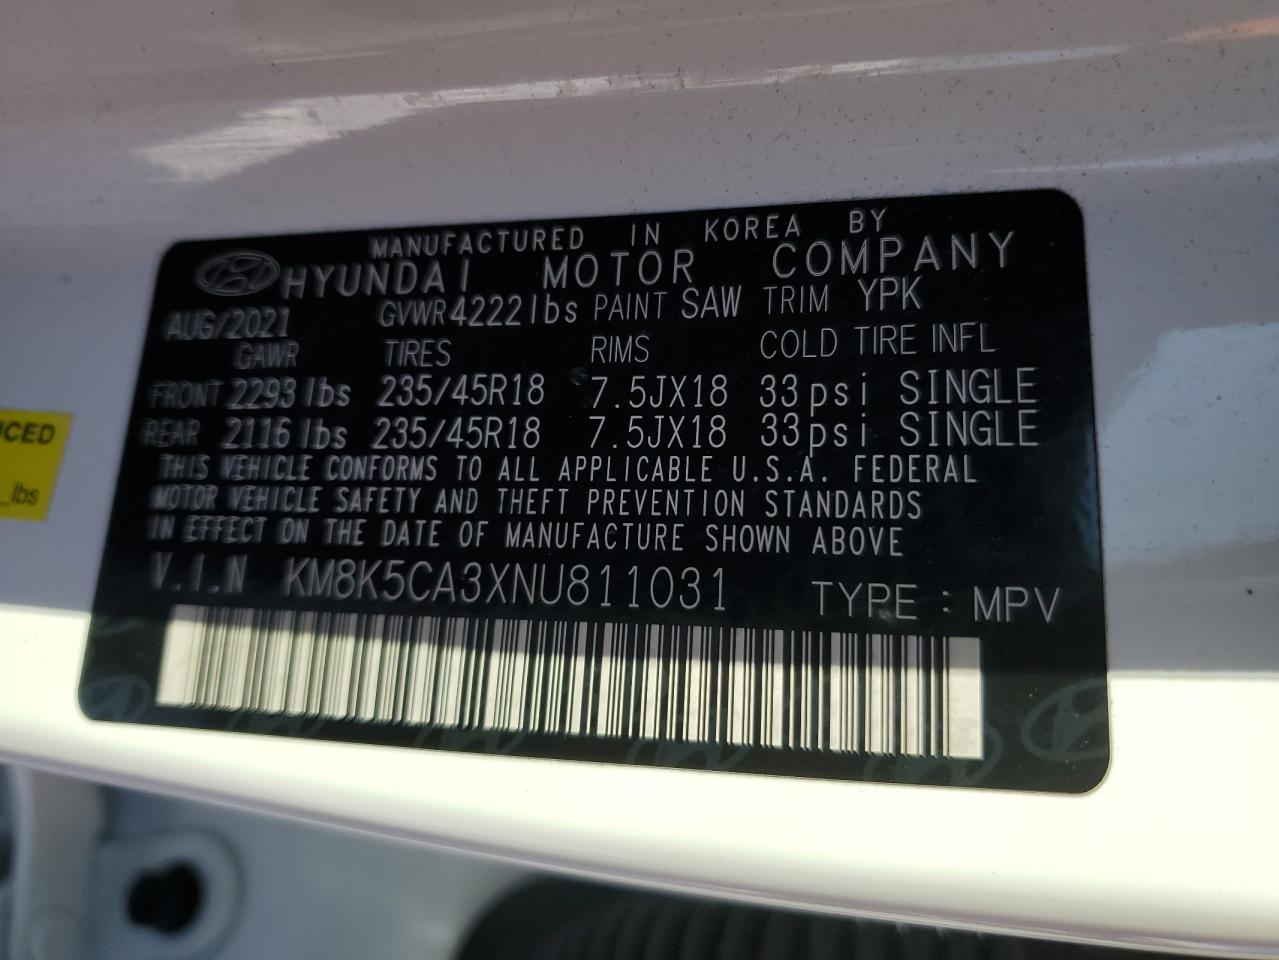 MANUFACTURED IN KOREA BY
HYUNDAI MOTOR COMPANY
AUG/2021 GVWR 4222lbs PAINT SAW TRIM YPK
GAWR TIRES RIMS COLD TIRE INFL
FRONT 2293 lbs 235/45R18 7.5JX18 33psi SINGLE
REAR 2116 lbs 235/45R18 7.5JX18 33psi SINGLE
THIS VEHICLE CONFORMS TO ALL APPLICABLE U.S.A. FEDERAL
MOTOR VEHICLE SAFETY AND THEFT PREVENTION STANDARDS
IN EFFECT ON THE DATE OF MANUFACTURE SHOWN ABOVE
V.I.N KM8K5CA3XNU811031 TYPE : MPV
lbs